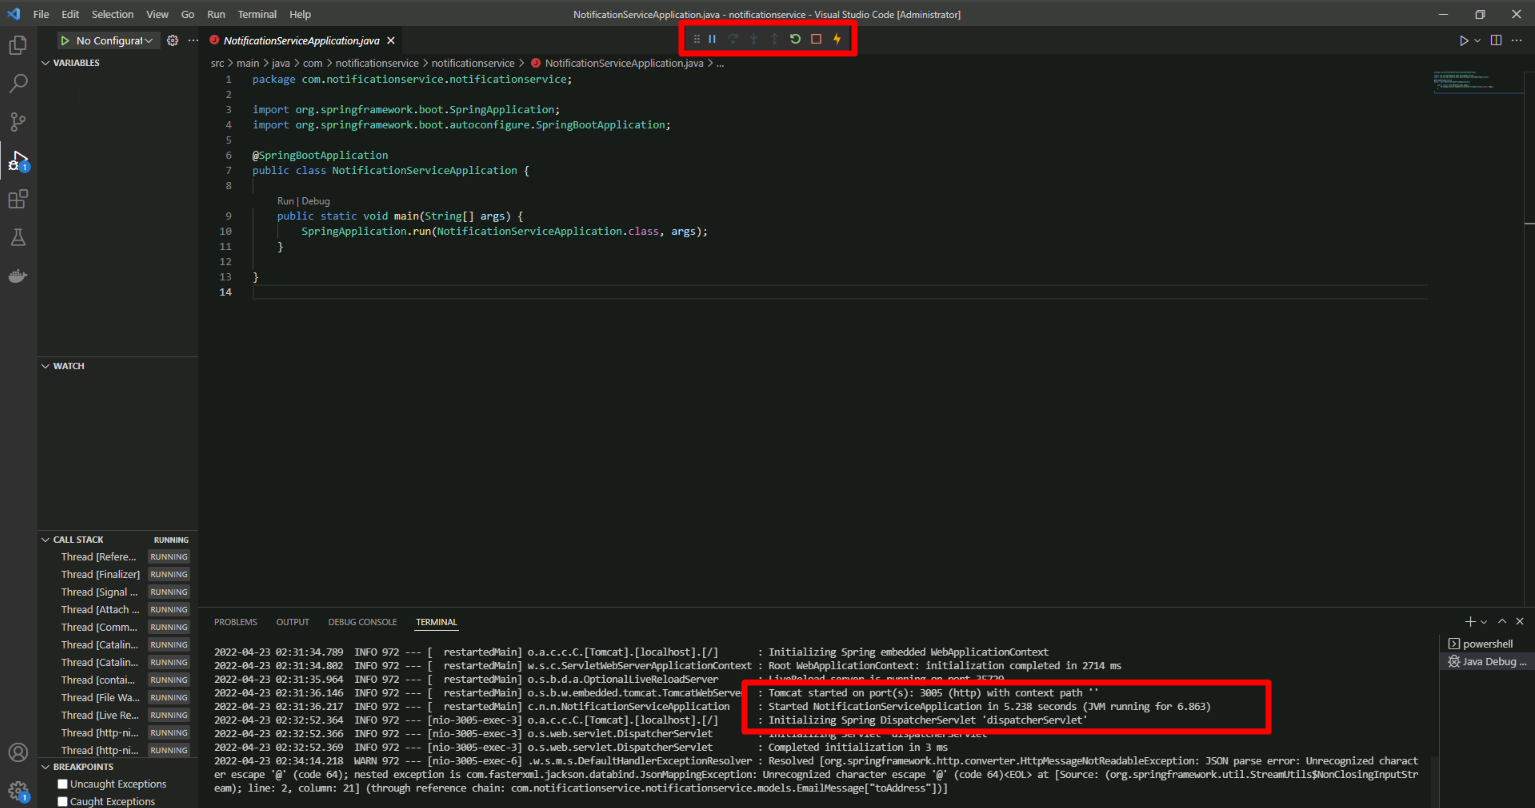 File Edit Selection View Go Run Terminal Help
NotificationServiceApplication.java - notificationservice - Visual Studio Code [Administrator]
No Configurat
NotificationServiceApplication.java
VARIABLES
src > main > java > com > notificationservice > notificationservice > NotificationServiceApplication.java > ...
1 package com.notificationservice.notificationservice;
2
3 import org.springframework.boot.SpringApplication;
4 import org.springframework.boot.autoconfigure.SpringBootApplication;
5
6 @SpringBootApplication
7 public class NotificationServiceApplication {
8
Run | Debug
9 public static void main(String[] args) {
10 SpringApplication.run(NotificationServiceApplication.class, args);
11 }
12
13 }
14
1
WATCH
CALL STACK RUNNING
Thread [Refere... RUNNING
Thread [Finalizer] RUNNING
Thread [Signal ... RUNNING
Thread [Attach ... RUNNING
Thread [Comm... RUNNING
Thread [Catalin... RUNNING
Thread [Catalin... RUNNING
Thread [contai... RUNNING
Thread [File Wa... RUNNING
Thread [Live Re... RUNNING
Thread [http-ni... RUNNING
Thread [http-ni... RUNNING
BREAKPOINTS
Uncaught Exceptions
Caught Exceptions
1
PROBLEMS OUTPUT DEBUG CONSOLE TERMINAL
powershell
Java Debug ...
2022-04-23 02:31:34.789 INFO 972 --- [ restartedMain] o.a.c.c.C.[Tomcat].[localhost].[/] : Initializing Spring embedded WebApplicationContext
2022-04-23 02:31:34.802 INFO 972 --- [ restartedMain] w.s.c.ServletWebServerApplicationContext : Root WebApplicationContext: initialization completed in 2714 ms
2022-04-23 02:31:35.964 INFO 972 --- [ restartedMain] o.s.b.d.a.OptionalLiveReloadServer : LiveReload server is running on port 35729
2022-04-23 02:31:36.146 INFO 972 --- [ restartedMain] o.s.b.w.embedded.tomcat.TomcatWebServer : Tomcat started on port(s): 3005 (http) with context path ''
2022-04-23 02:31:36.217 INFO 972 --- [ restartedMain] c.n.n.NotificationServiceApplication : Started NotificationServiceApplication in 5.238 seconds (JVM running for 6.863)
2022-04-23 02:32:52.364 INFO 972 --- [nio-3005-exec-3] o.a.c.c.C.[Tomcat].[localhost].[/] : Initializing Spring DispatcherServlet 'dispatcherServlet'
2022-04-23 02:32:52.366 INFO 972 --- [nio-3005-exec-3] o.s.web.servlet.DispatcherServlet : Initializing Servlet 'dispatcherServlet'
2022-04-23 02:32:52.369 INFO 972 --- [nio-3005-exec-3] o.s.web.servlet.DispatcherServlet : Completed initialization in 3 ms
2022-04-23 02:34:14.218 WARN 972 --- [nio-3005-exec-6] .w.s.m.s.DefaultHandlerExceptionResolver : Resolved [org.springframework.http.converter.HttpMessageNotReadableException: JSON parse error: Unrecognized charact
er escape '@' (code 64); nested exception is com.fasterxml.jackson.databind.JsonMappingException: Unrecognized character escape '@' (code 64)<EOL> at [Source: (org.springframework.util.StreamUtils$NonClosingInputStr
eam); line: 2, column: 21] (through reference chain: com.notificationservice.notificationservice.models.EmailMessage["toAddress"])]